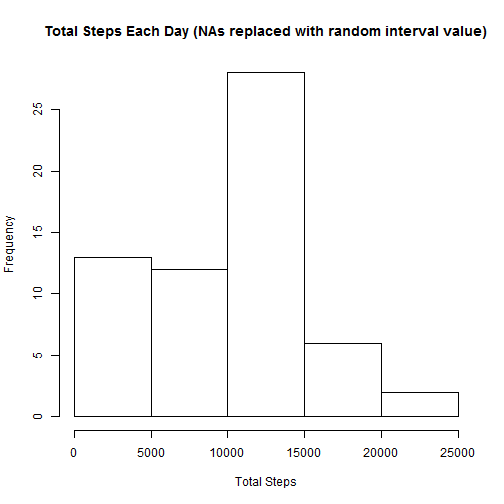 Total Steps Each Day (NAs replaced with random interval value)
Frequency
25
20
15
10
5
0
0 5000 10000 15000 20000 25000
Total Steps